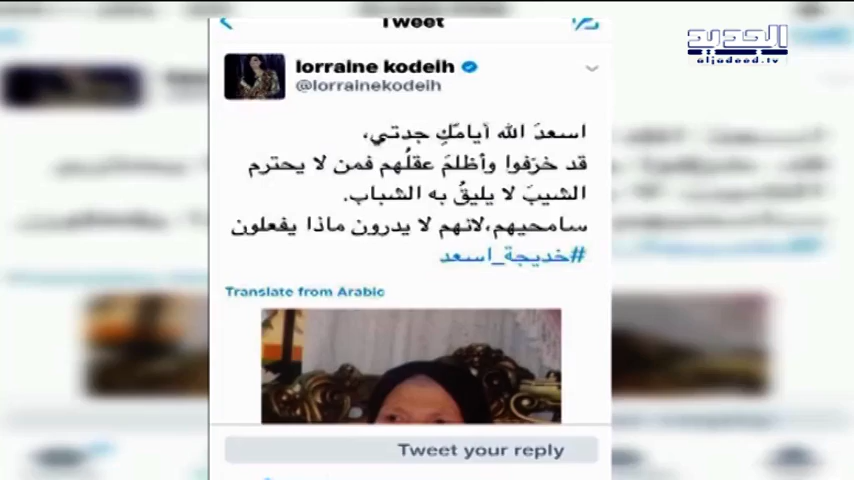 Tweet
الجديد
aljadeed.tv
lorraine kodeih
@lorrainekodeih
اسعدَ الله أيامَكِ جدتي،
قد خرّفوا وأظلمَ عقلُهم فمن لا يحترم
الشيبَ لا يليقُ به الشباب.
سامحيهم،لانهم لا يدرون ماذا يفعلون
#خديجة_اسعد
Translate from Arabic
Tweet your reply